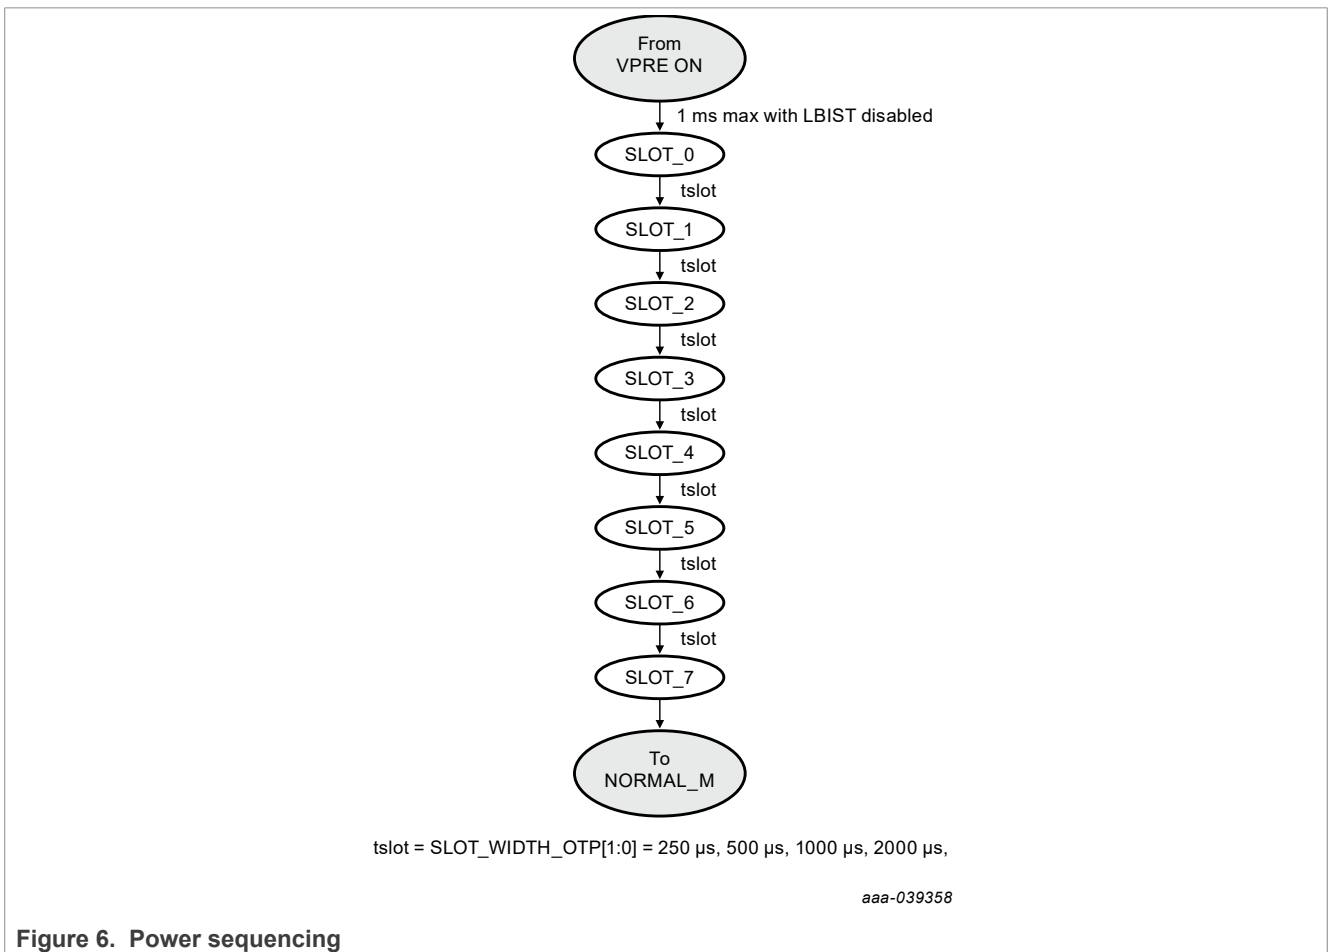 From
VPRE ON
1 ms max with LBIST disabled
SLOT_0
tslot
SLOT_1
tslot
SLOT_2
tslot
SLOT_3
tslot
SLOT_4
tslot
SLOT_5
tslot
SLOT_6
tslot
SLOT_7
To
NORMAL_M
tslot = SLOT_WIDTH_OTP[1:0] = 250 µs, 500 µs, 1000 µs, 2000 µs,
aaa-039358
Figure 6. Power sequencing